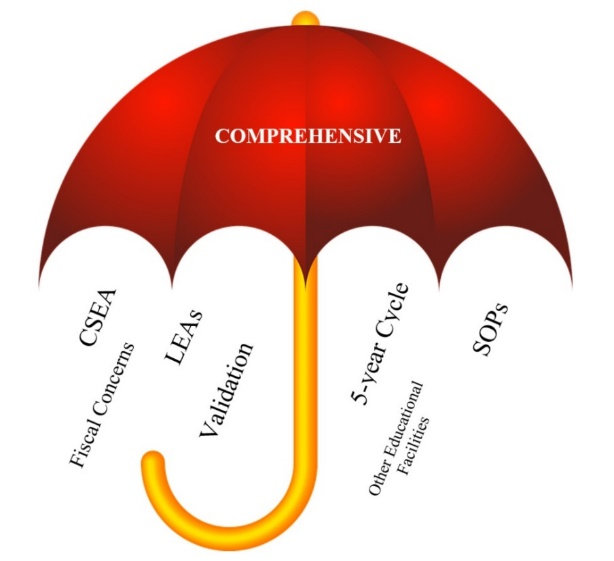 COMPREHENSIVE
CSEA
Fiscal Concerns
LEAs
Validation
5-year Cycle
Other Educational
Facilities
SOPs